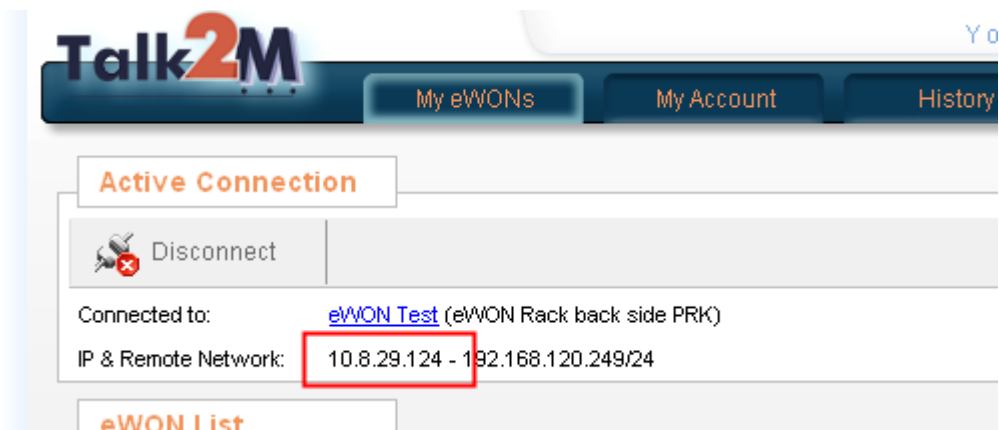 Talk2M
Yo
My eWONs My Account History
Active Connection
Disconnect
Connected to: eWON Test (eWON Rack back side PRK)
IP & Remote Network: 10.8.29.124 - 192.168.120.249/24
eWON List